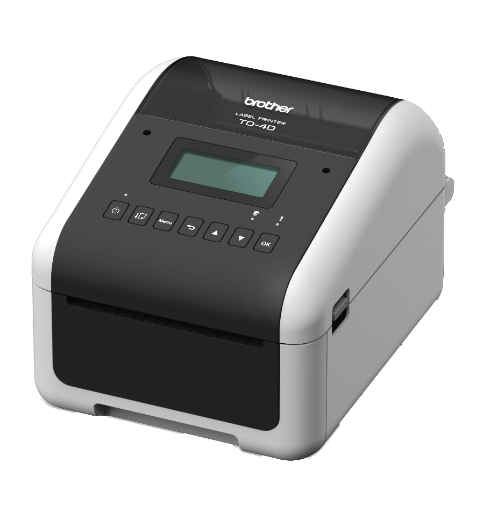 brother
LABEL PRINTER
TD-4D
Menu
OK